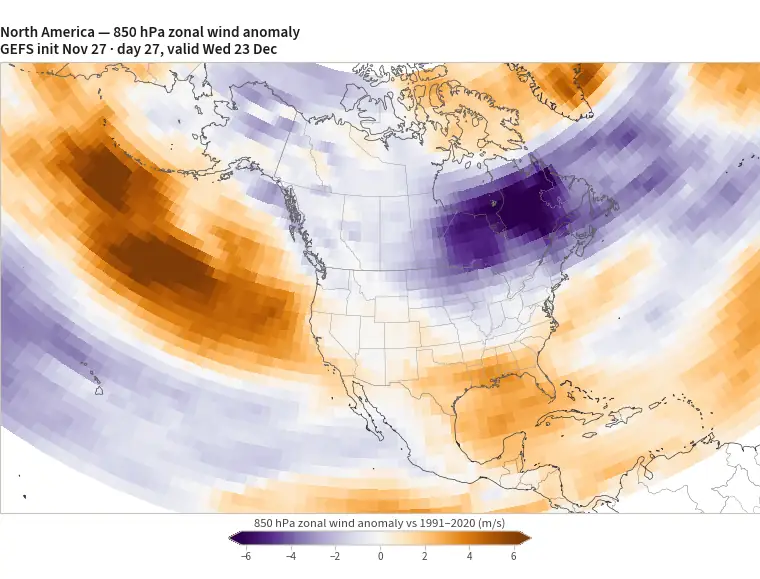 North America — 850 hPa zonal wind anomaly
GEFS init Nov 27 · day 27, valid Wed 23 Dec
850 hPa zonal wind anomaly vs 1991–2020 (m/s)
−6 −4 −2 0 2 4 6